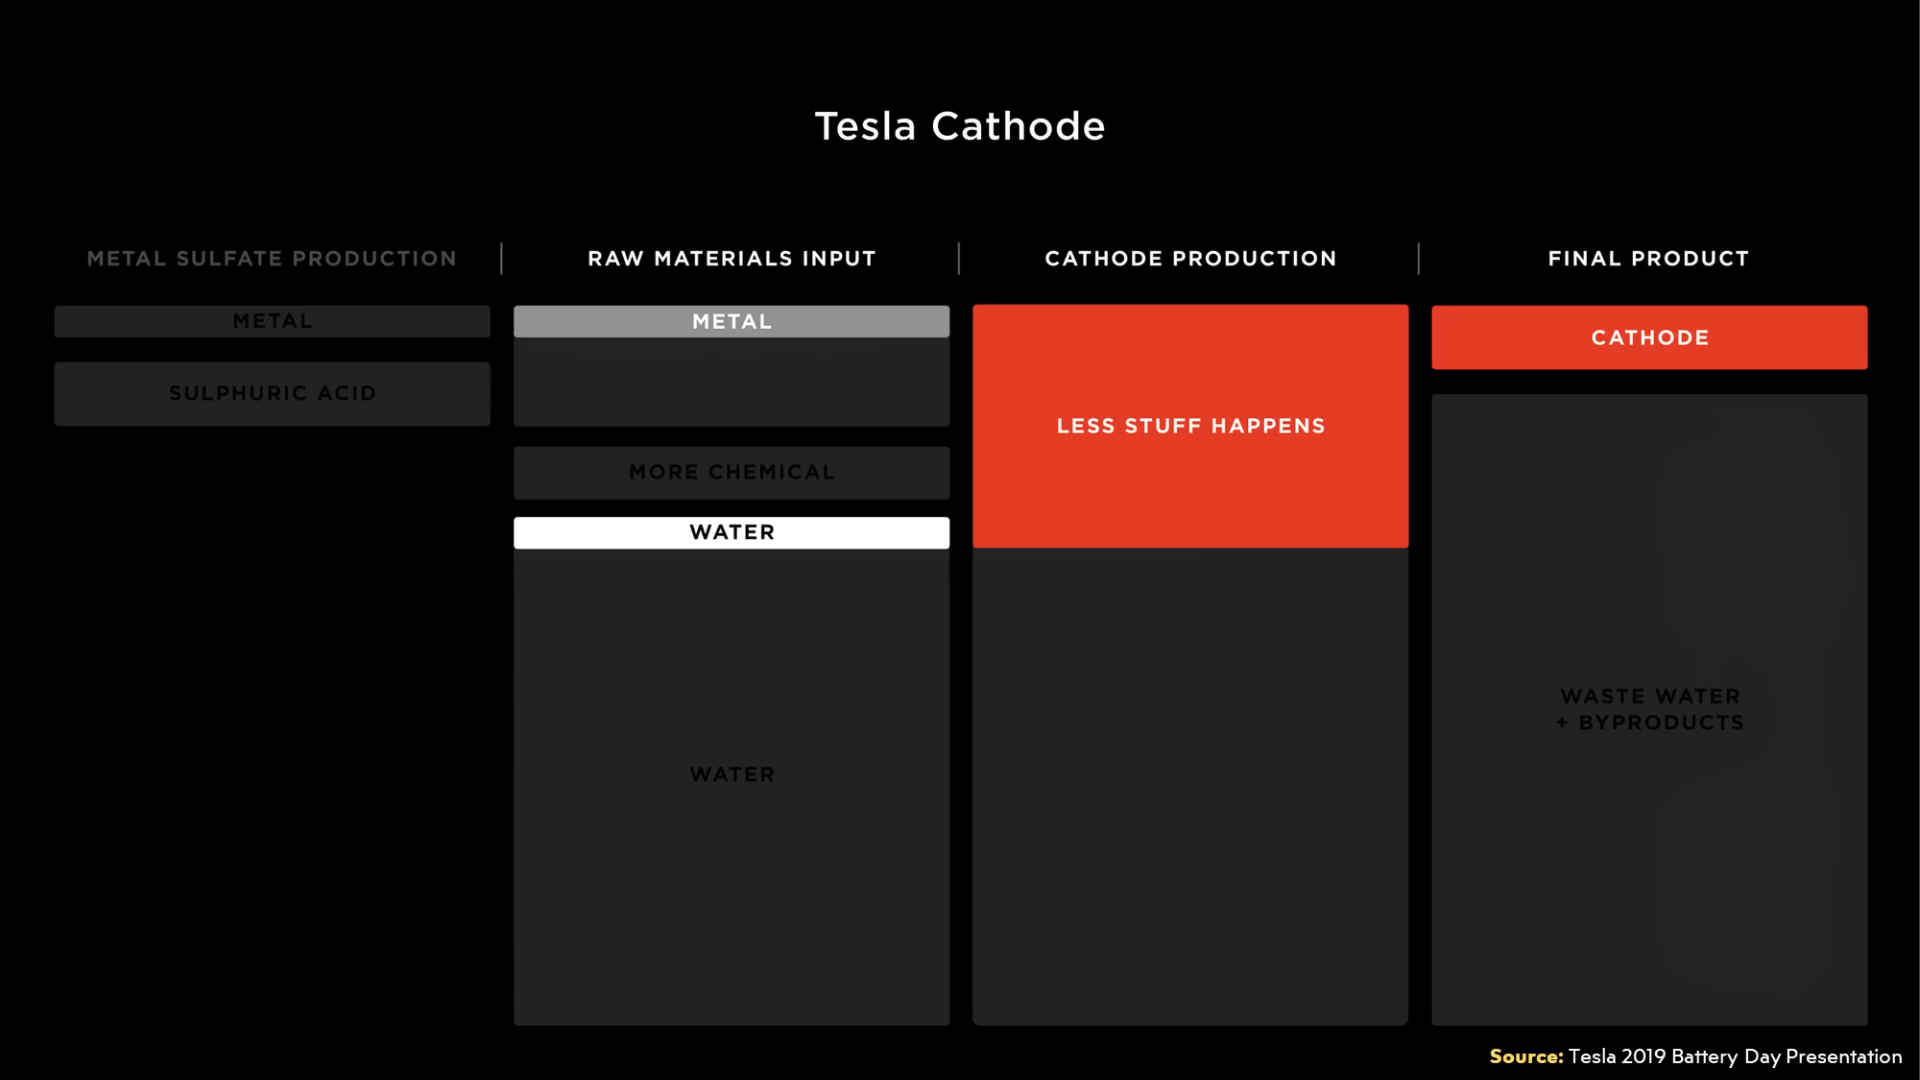 Tesla Cathode
METAL SULFATE PRODUCTION
RAW MATERIALS INPUT
CATHODE PRODUCTION
FINAL PRODUCT
METAL
SULPHURIC ACID
METAL
MORE CHEMICAL
WATER
WATER
LESS STUFF HAPPENS
CATHODE
WASTE WATER
+ BYPRODUCTS
Source: Tesla 2019 Battery Day Presentation